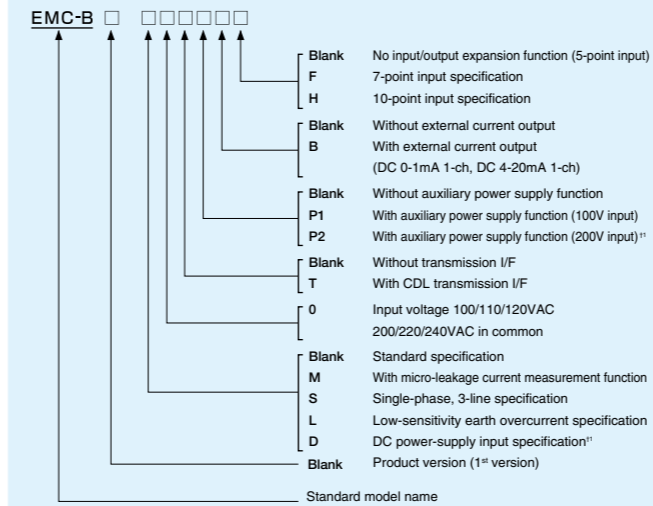 EMC-B □ □□□□□□
Blank No input/output expansion function (5-point input)
F 7-point input specification
H 10-point input specification
Blank Without external current output
B With external current output
(DC 0-1mA 1-ch, DC 4-20mA 1-ch)
Blank Without auxiliary power supply function
P1 With auxiliary power supply function (100V input)
P2 With auxiliary power supply function (200V input)†1
Blank Without transmission I/F
T With CDL transmission I/F
0 Input voltage 100/110/120VAC
200/220/240VAC in common
Blank Standard specification
M With micro-leakage current measurement function
S Single-phase, 3-line specification
L Low-sensitivity earth overcurrent specification
D DC power-supply input specification†1
Blank Product version (1st version)
Standard model name